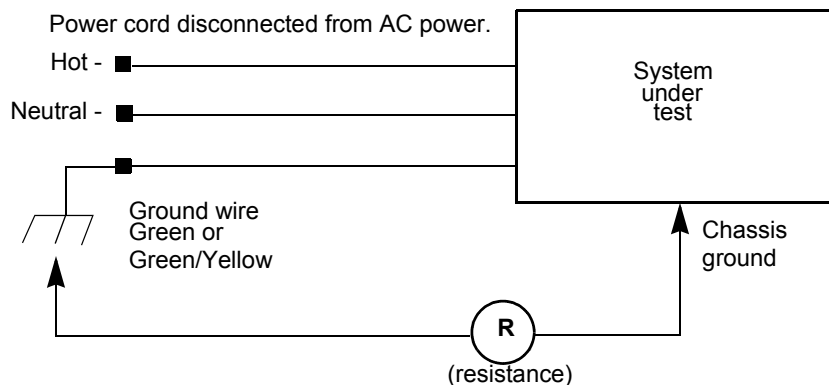 Power cord disconnected from AC power.
Hot -
System
under
test
Neutral -
Ground wire
Green or
Green/Yellow
Chassis
ground
R
(resistance)